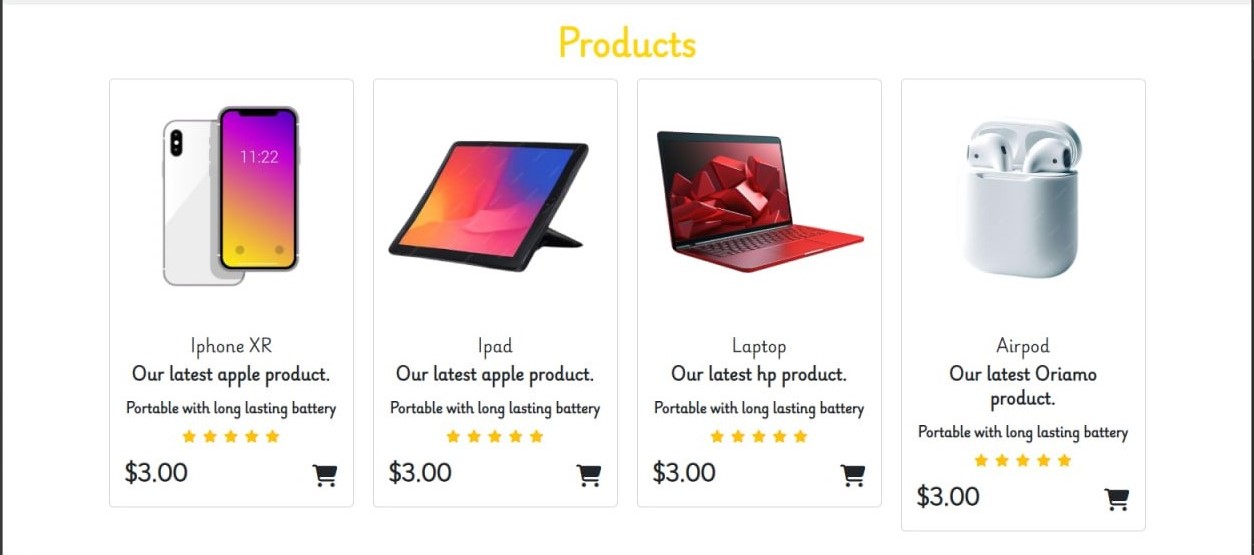 Products
11:22
Iphone XR
Our latest apple product.
Portable with long lasting battery
$3.00
Ipad
Our latest apple product.
Portable with long lasting battery
$3.00
Laptop
Our latest hp product.
Portable with long lasting battery
$3.00
Airpod
Our latest Oriamo
product.
Portable with long lasting battery
$3.00